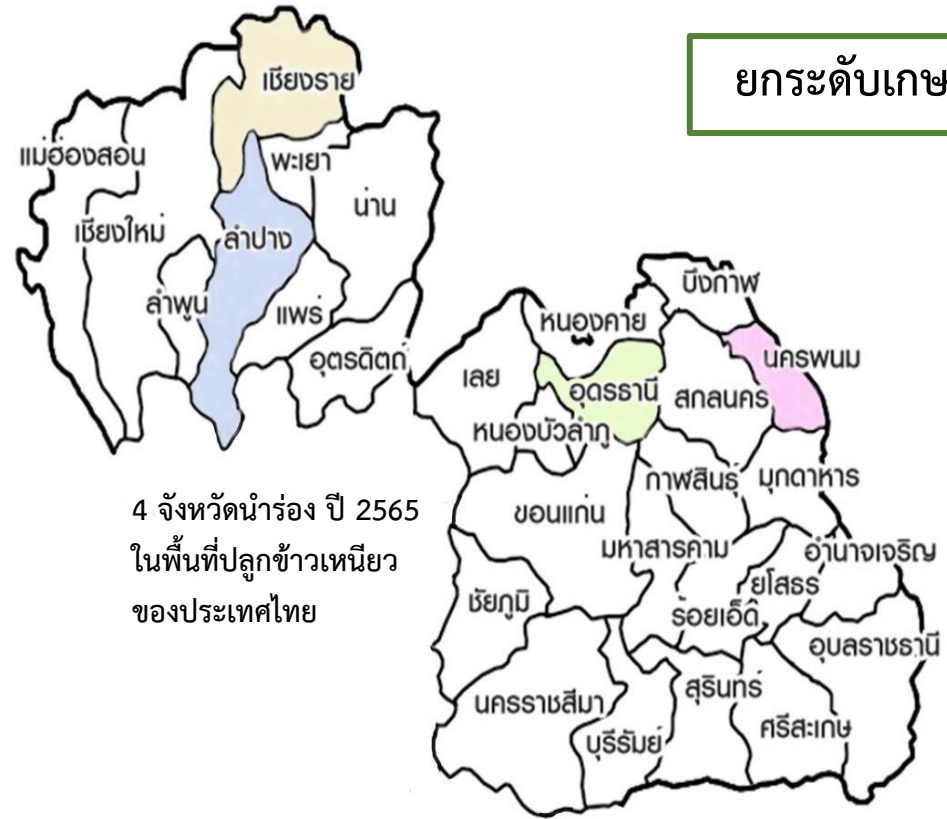 ยกระดับเกษ
เชียงราย
แม่ฮ่องสอน
พะเยา
น่าน
เชียงใหม่
ลำปาง
ลำพูน
แพร่
อุตรดิตถ์
บึงกาฬ
หนองคาย
นครพนม
เลย
อุดรธานี
สกลนคร
หนองบัวลำภู
กาฬสินธุ์
มุกดาหาร
4 จังหวัดนำร่อง ปี 2565
ในพื้นที่ปลูกข้าวเหนียว
ของประเทศไทย
ขอนแก่น
มหาสารคาม
อำนาจเจริญ
ยโสธร
ชัยภูมิ
ร้อยเอ็ด
อุบลราชธานี
นครราชสีมา
สุรินทร์
ศรีสะเกษ
บุรีรัมย์